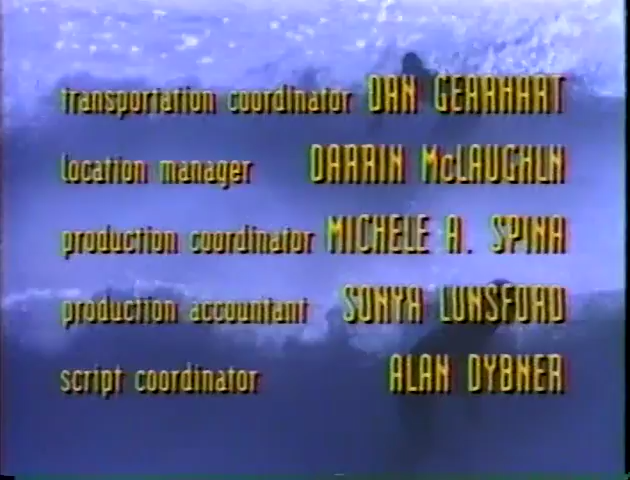 transportation coordinator DAN GEARHART
location manager DARRIN McLAUGHLN
production coordinator MICHELE A. SPINA
production accountant SONYA LUNSFORD
script coordinator ALAN DYBNER